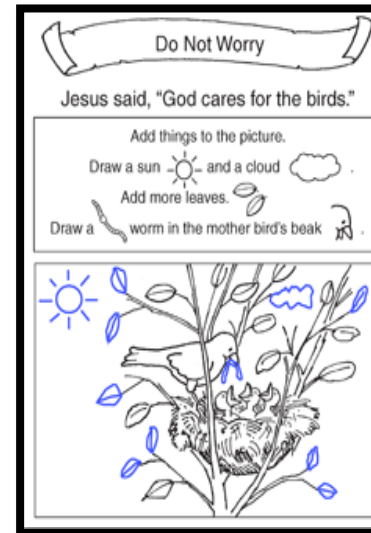 Do Not Worry
Jesus said, “God cares for the birds.”
Add things to the picture.
Draw a sun and a cloud .
Add more leaves.
Draw a worm in the mother bird's beak .